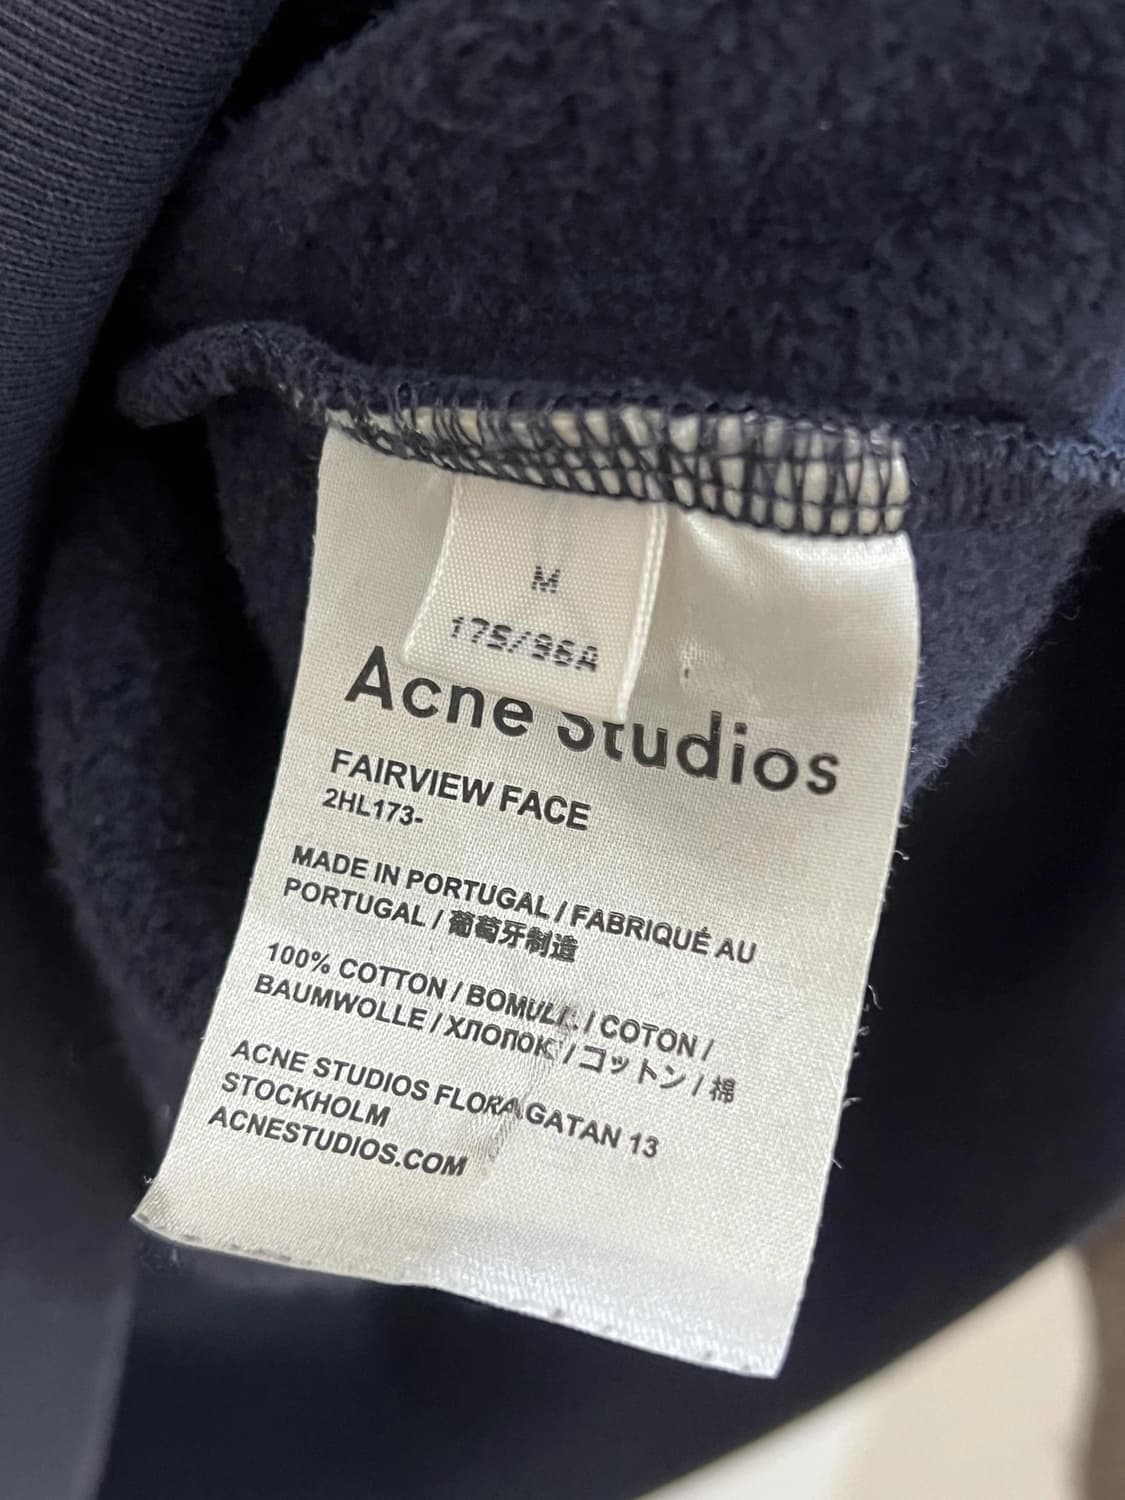 M
175/96A
Acne Studios
FAIRVIEW FACE
2HL173-
MADE IN PORTUGAL / FABRIQUÉ AU
PORTUGAL / 葡萄牙制造
100% COTTON / BOMULL / COTON /
BAUMWOLLE / ХЛОПОК / コットン / 棉
ACNE STUDIOS FLORAGATAN 13
STOCKHOLM
ACNESTUDIOS.COM